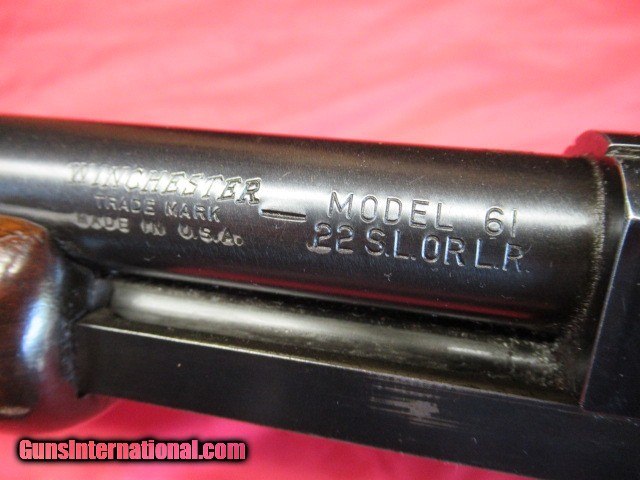 WINCHESTER
TRADE MARK
MADE IN U.S.A.
MODEL 61
.22 S.L.OR L.R.
GunsInternational.com